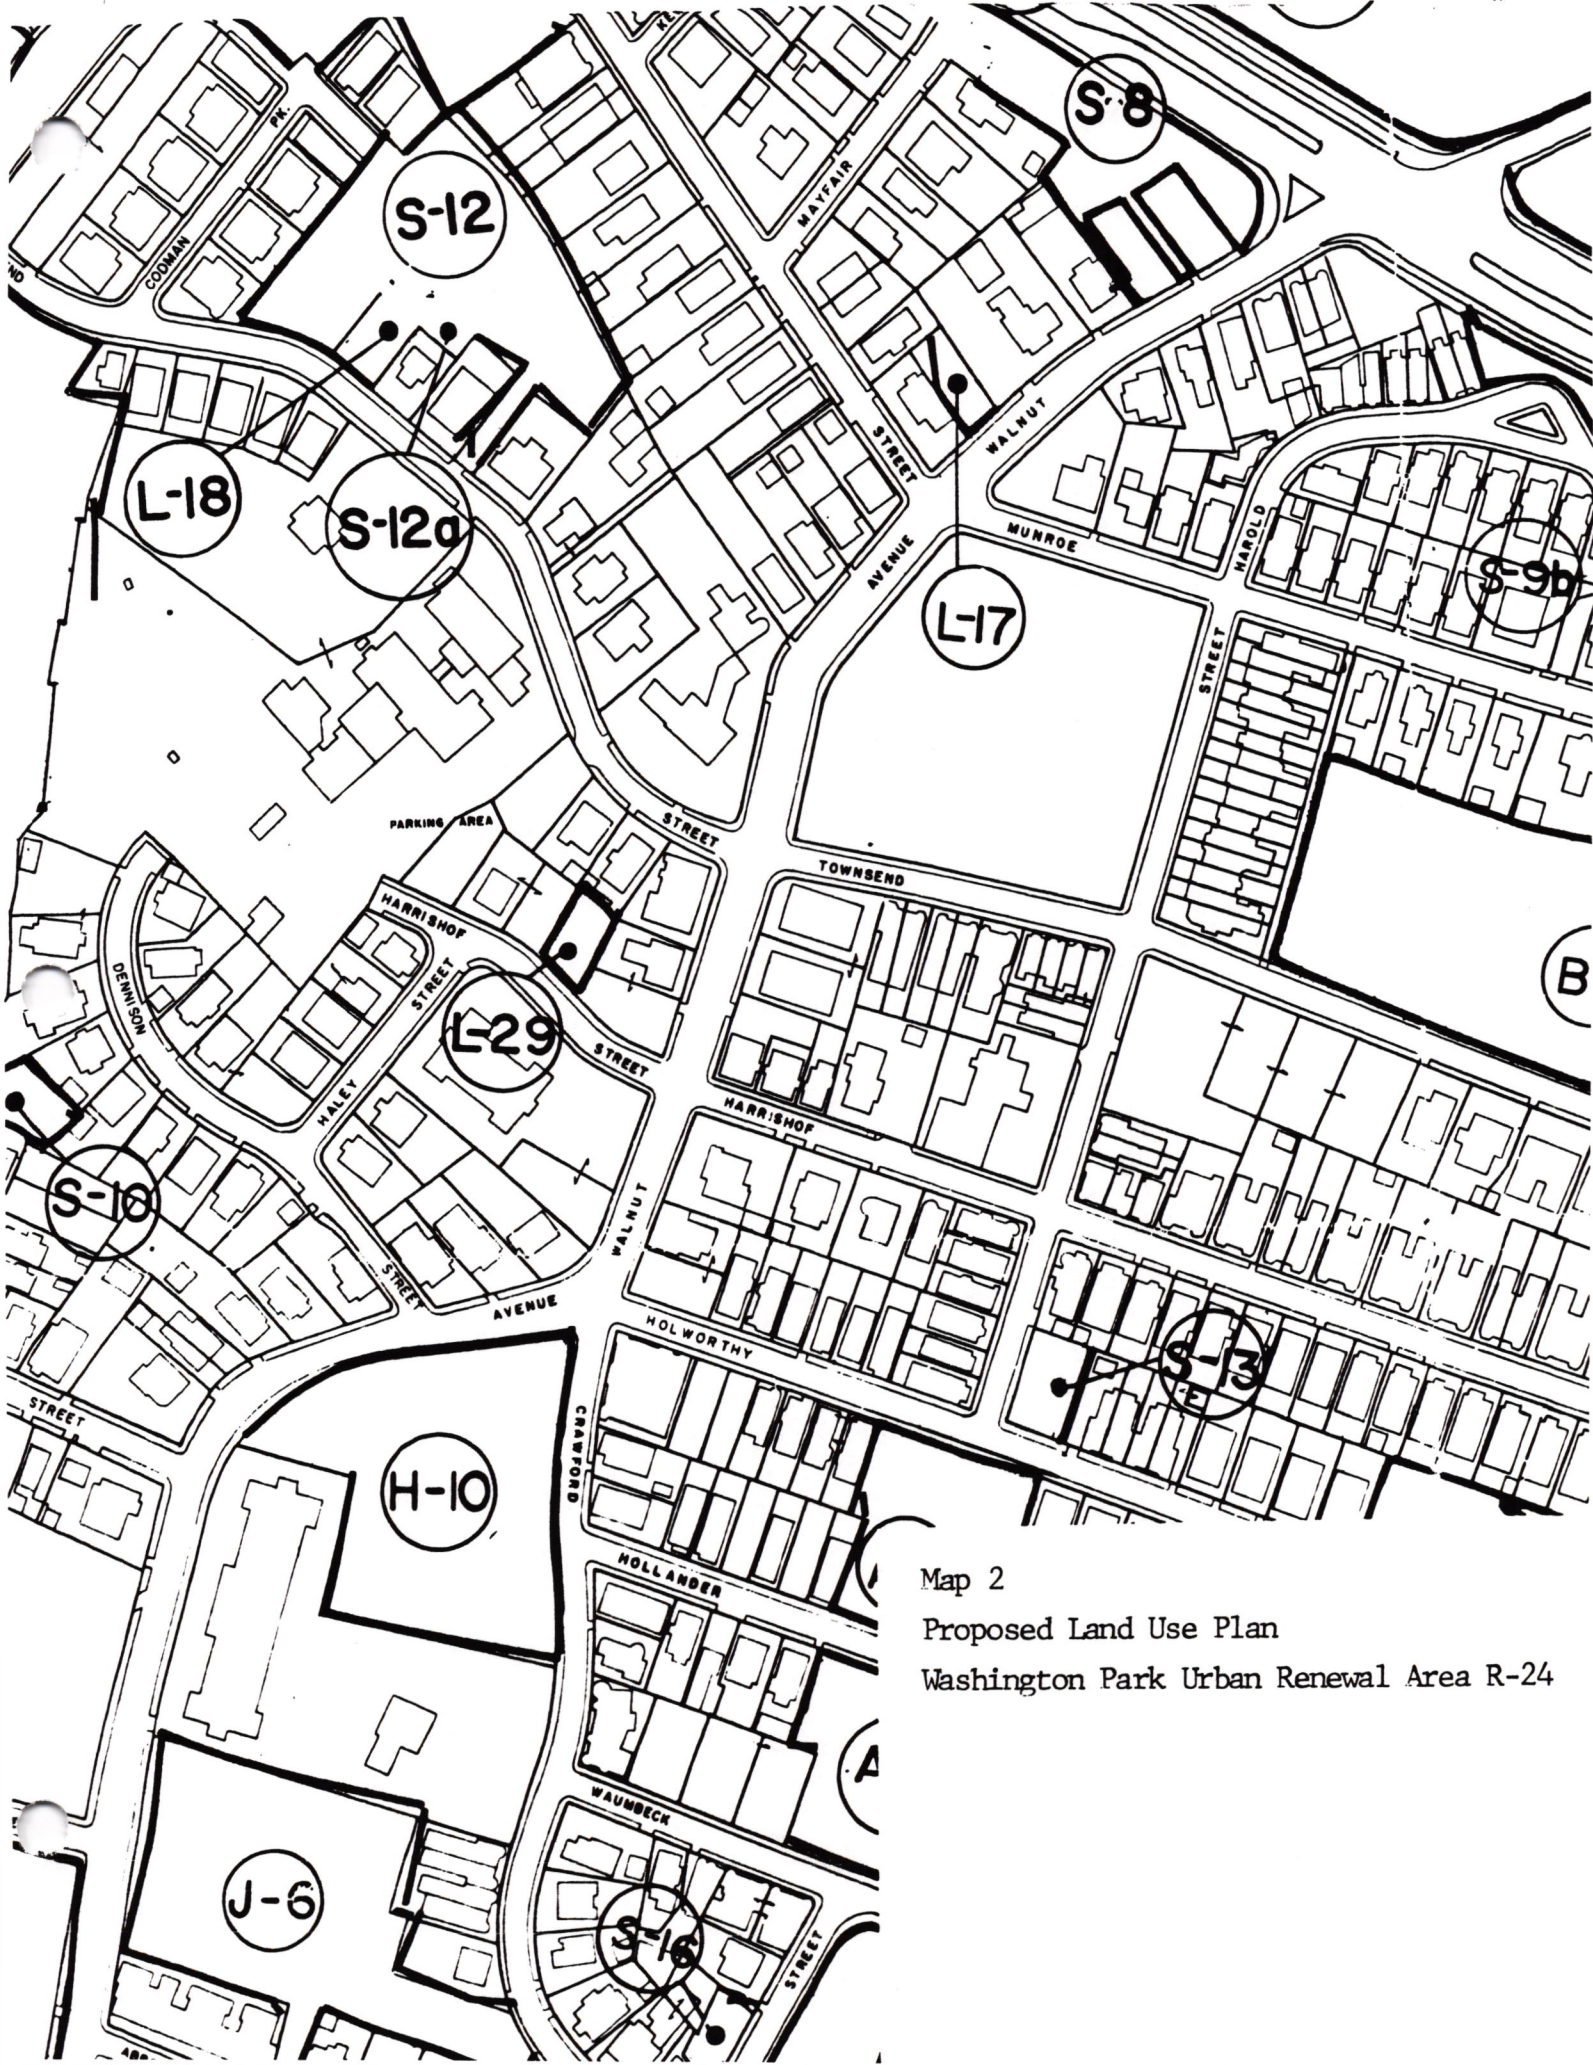 PK.
S-8
S-12
MAYFAIR
CODMAN
ND
L-18
S-12a
STREET
WALNUT
AVENUE
MUNROE
HAROLD
S-9b
L-17
STREET
PARKING AREA
STREET
TOWNSEND
HARRISHOF
STREET
DENNISON
B
L-29
STREET
HALEY
HARRISHOF
S-10
WALNUT
STREET
AVENUE
HOLWORTHY
S-13
STREET
CRAWFORD
H-10
HOLLANDER
Map 2
Proposed Land Use Plan
Washington Park Urban Renewal Area R-24
A
WAUMBECK
J-6
S-16
STREET